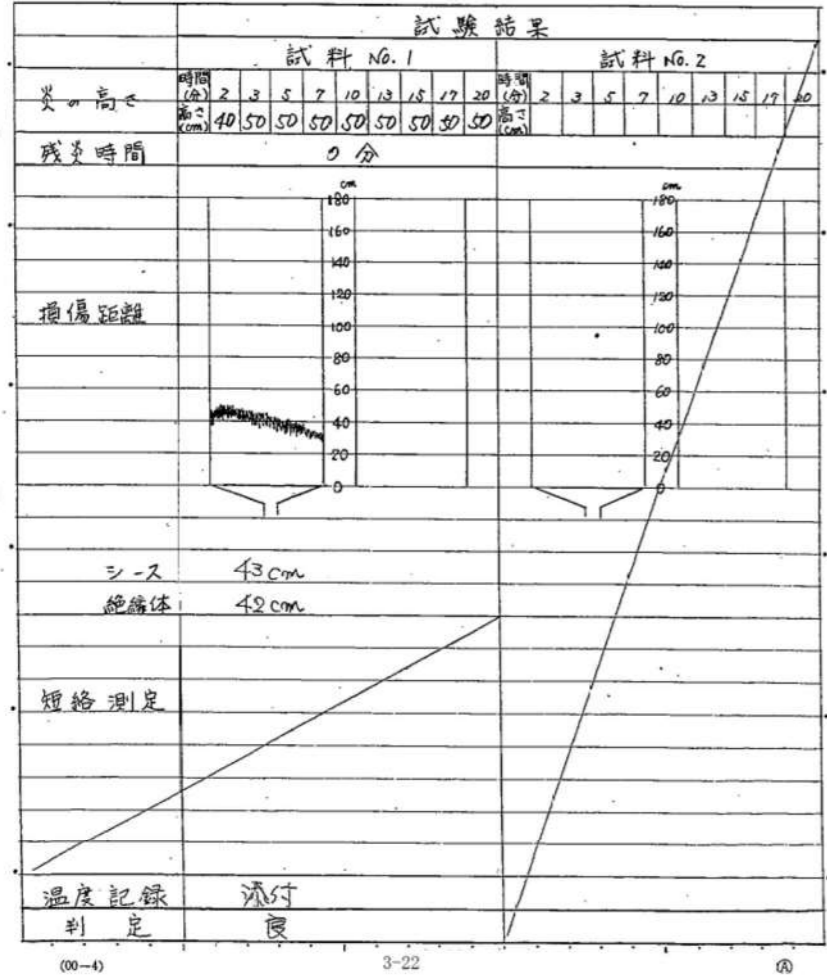 試験結果
試料 No.1 試料 No.2
炎の高さ 時間(分) 2 3 5 7 10 13 15 17 20 時間(分) 2 3 5 7 10 13 15 17 20
高さ(cm) 40 50 50 50 50 50 50 50 50 高さ(cm)
残炎時間 0分
cm cm
180 180
160 160
140 140
120 120
損傷距離 100 100
80 80
60 60
40 40
20 20
0 0
シース 43cm
絶縁体 42cm
短絡測定
温度記録 添付
判定 良
(00-4) 3-22 Ⓐ